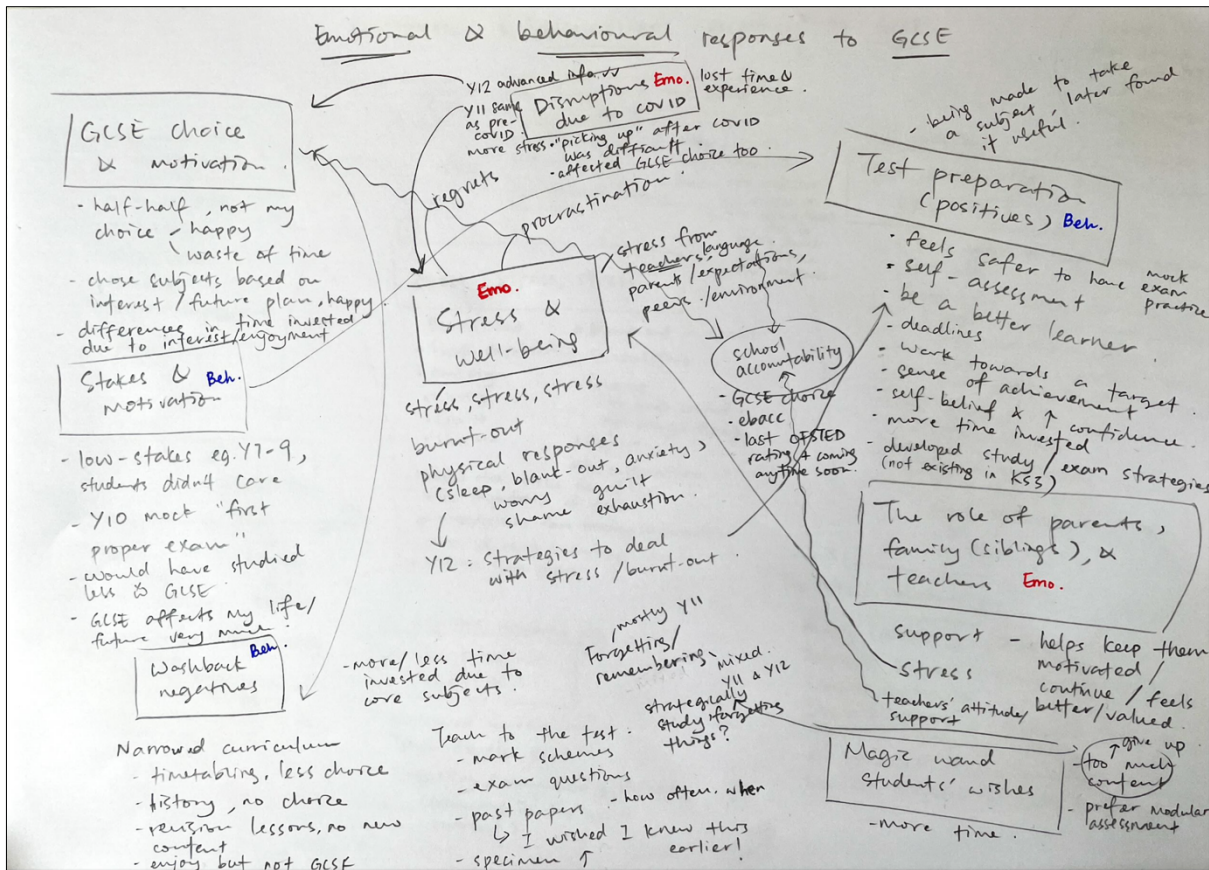 Emotional & behavioural responses to GCSE
GCSE choice
& motivation.
- half-half, not my
choice - happy
waste of time
- chose subjects based on
interest / future plan, happy.
- differences in time invested
due to interest/enjoyment
Stakes & Beh.
motivation
- low-stakes eg. Y7-9,
students didn't care
- Y10 mock "first
proper exam"
- would have studied
less GCSE
- GCSE affects my life/
future very much.
Washback Beh.
negatives
Narrowed curriculum
- timetabling, less choice
- history, no choice
- revision lessons, no new
content
- enjoy but not GCSE
Y12 advanced info. ✓✓
Y11 same
as pre-
covid.
more stress.
Disruptions Emo.
due to covid
lost time &
experience.
"picking up" after covid
was difficult
- affected GCSE choice too.
regrets
procrastination.
Emo.
Stress &
well-being
stress, stress, stress
burnt-out
physical responses
(sleep, blank-out, anxiety)
worry guilt
shame exhaustion.
Y12: strategies to deal
with stress / burnt-out.
stress from
teachers, language.
parents / expectations,
peers. / environment
school
accountability
- GCSE choice
- ebacc
- last OFSTED
rating + coming
anytime soon.
- more/less time
invested due to
core subjects.
Teach to the test.
- mark schemes
- exam questions
- past papers - how often, when
↳ I wished I knew this
earlier!
- specimen ↑
mostly Y11
Forgetting/
remembering
mixed.
Y11 & Y12
strategically
study, forgetting
things?
- being made to take
a subject, later found
it useful.
Test preparation
(positives) Beh.
- feels safer to have mock
exam
practice
- self-assessment
- be a better learner.
- deadlines
- work towards a target.
- sense of achievement
- self-belief & ↑ confidence.
- more time invested
- developed study / exam strategies
(not existing in KS3)
The role of parents,
family (siblings), &
teachers Emo.
support - helps keep them
motivated /
continue / feels
better / valued.
stress
teachers' attitude/
support
Magic wand
students' wishes
- more time.
give up
↑
- too much
content
- prefer modular
assessment